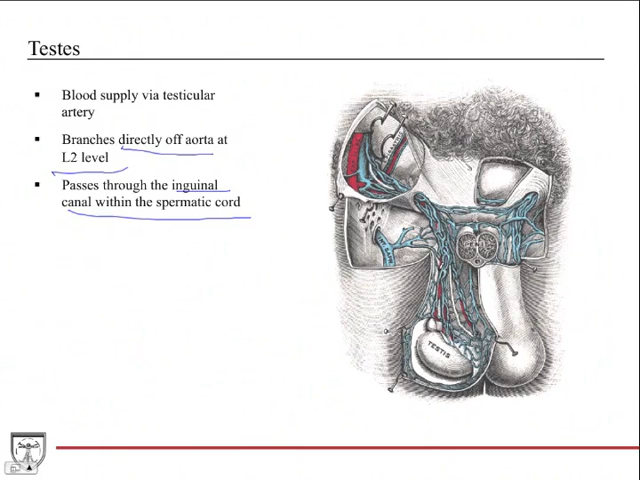 Testes
▪ Blood supply via testicular
artery
▪ Branches directly off aorta at
L2 level
▪ Passes through the inguinal
canal within the spermatic cord
TESTIS